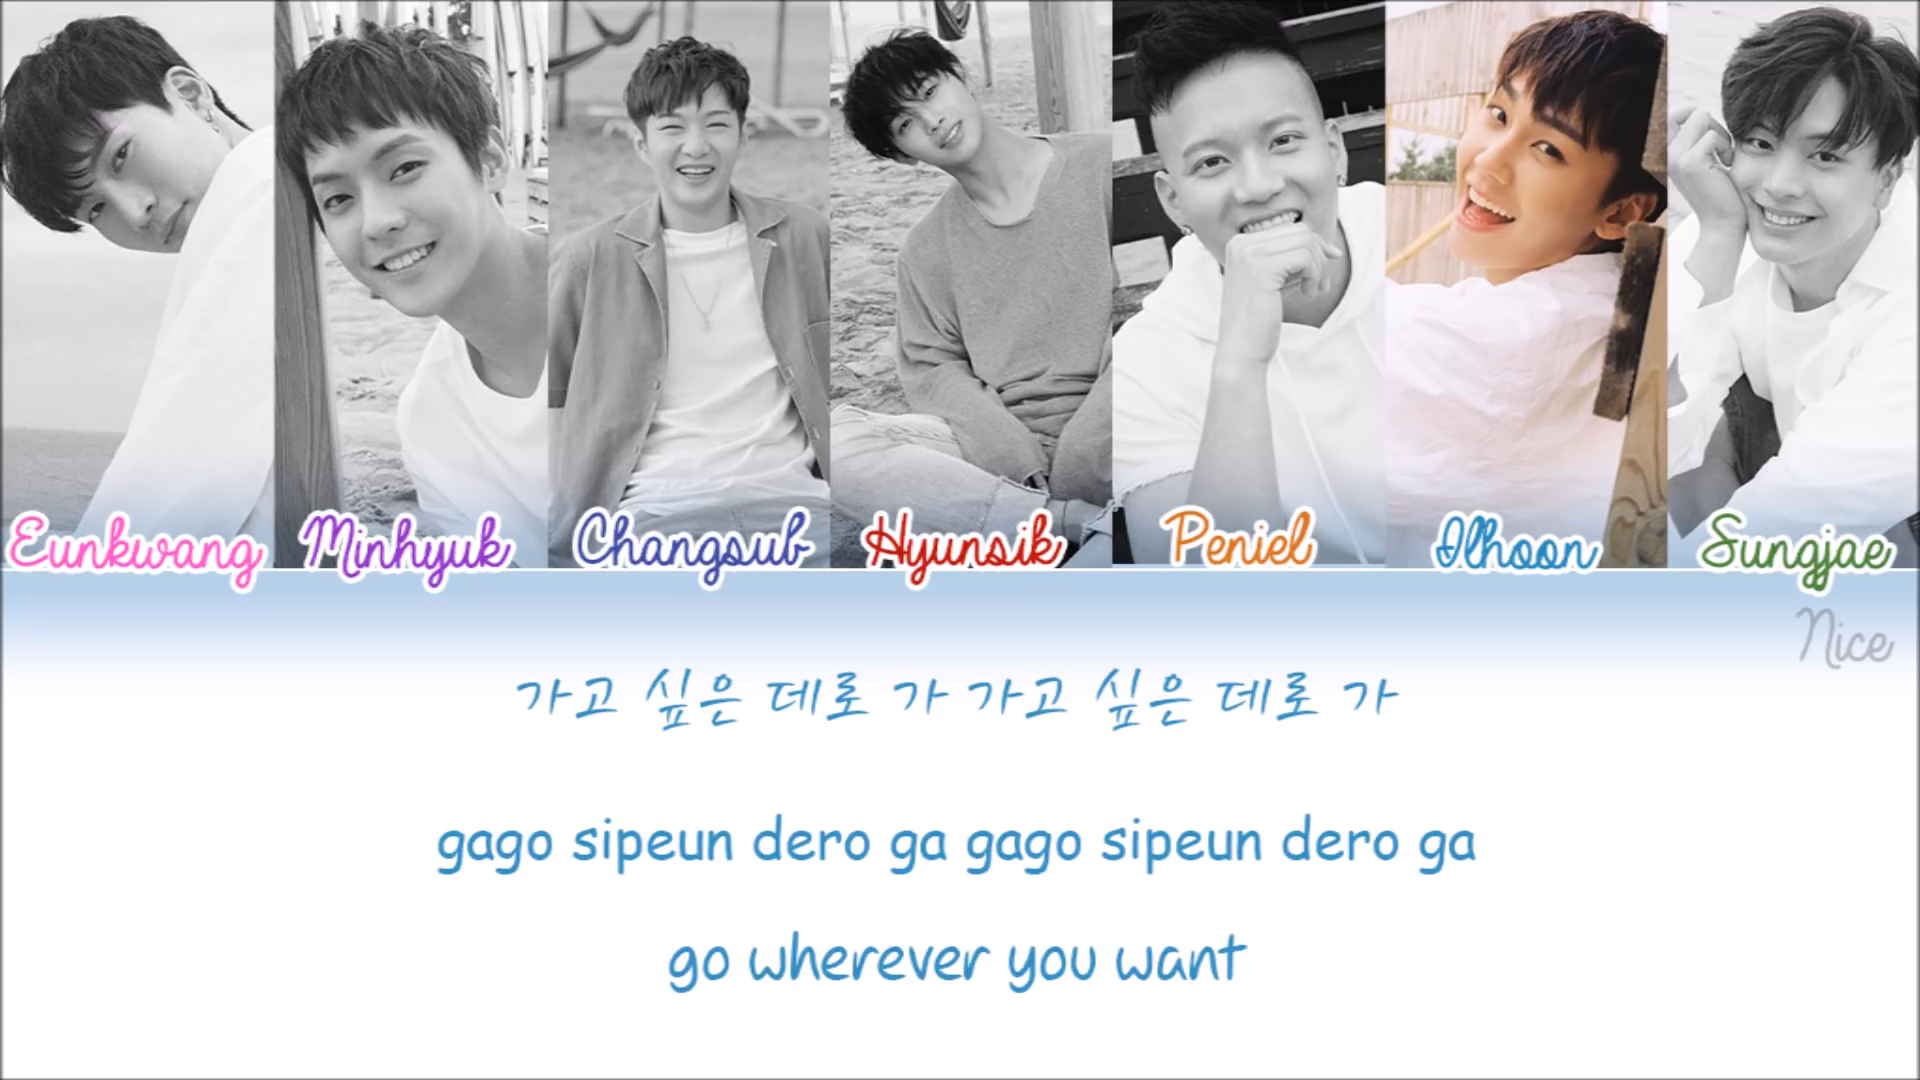 Eunkwang Minhyuk Changsub Hyunsik Peniel Ilhoon Sungjae
Nice
가고 싶은 데로 가 가고 싶은 데로 가
gago sipeun dero ga gago sipeun dero ga
go wherever you want